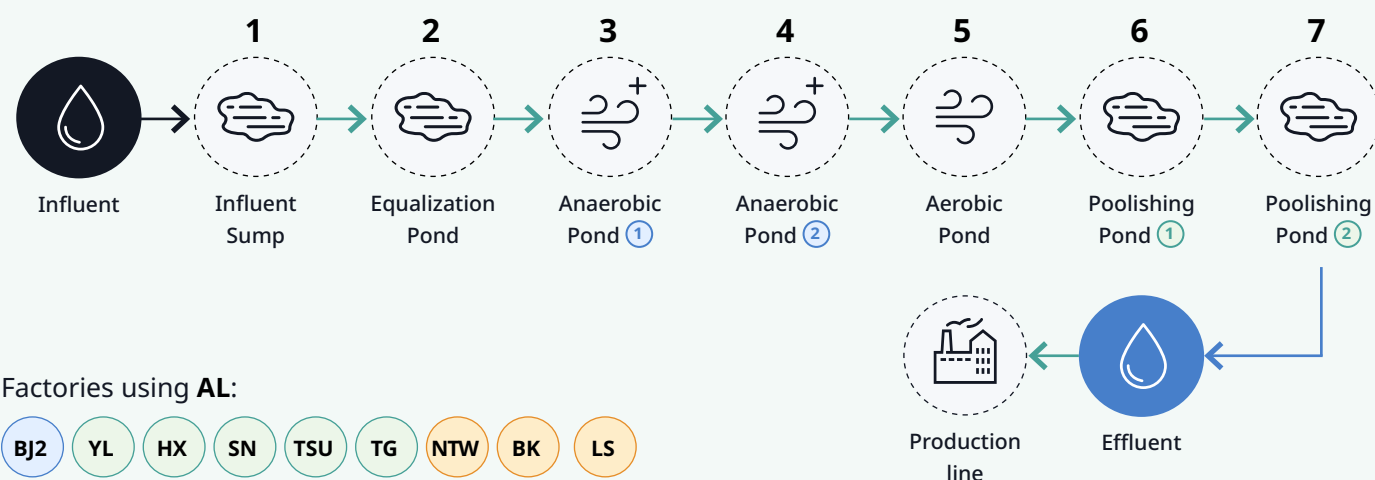 1 2 3 4 5 6 7
Influent
Influent
Sump
Equalization
Pond
Anaerobic
Pond 1
Anaerobic
Pond 2
Aerobic
Pond
Poolishing
Pond 1
Poolishing
Pond 2
Production
line
Effluent
Factories using AL:
BJ2 YL HX SN TSU TG NTW BK LS